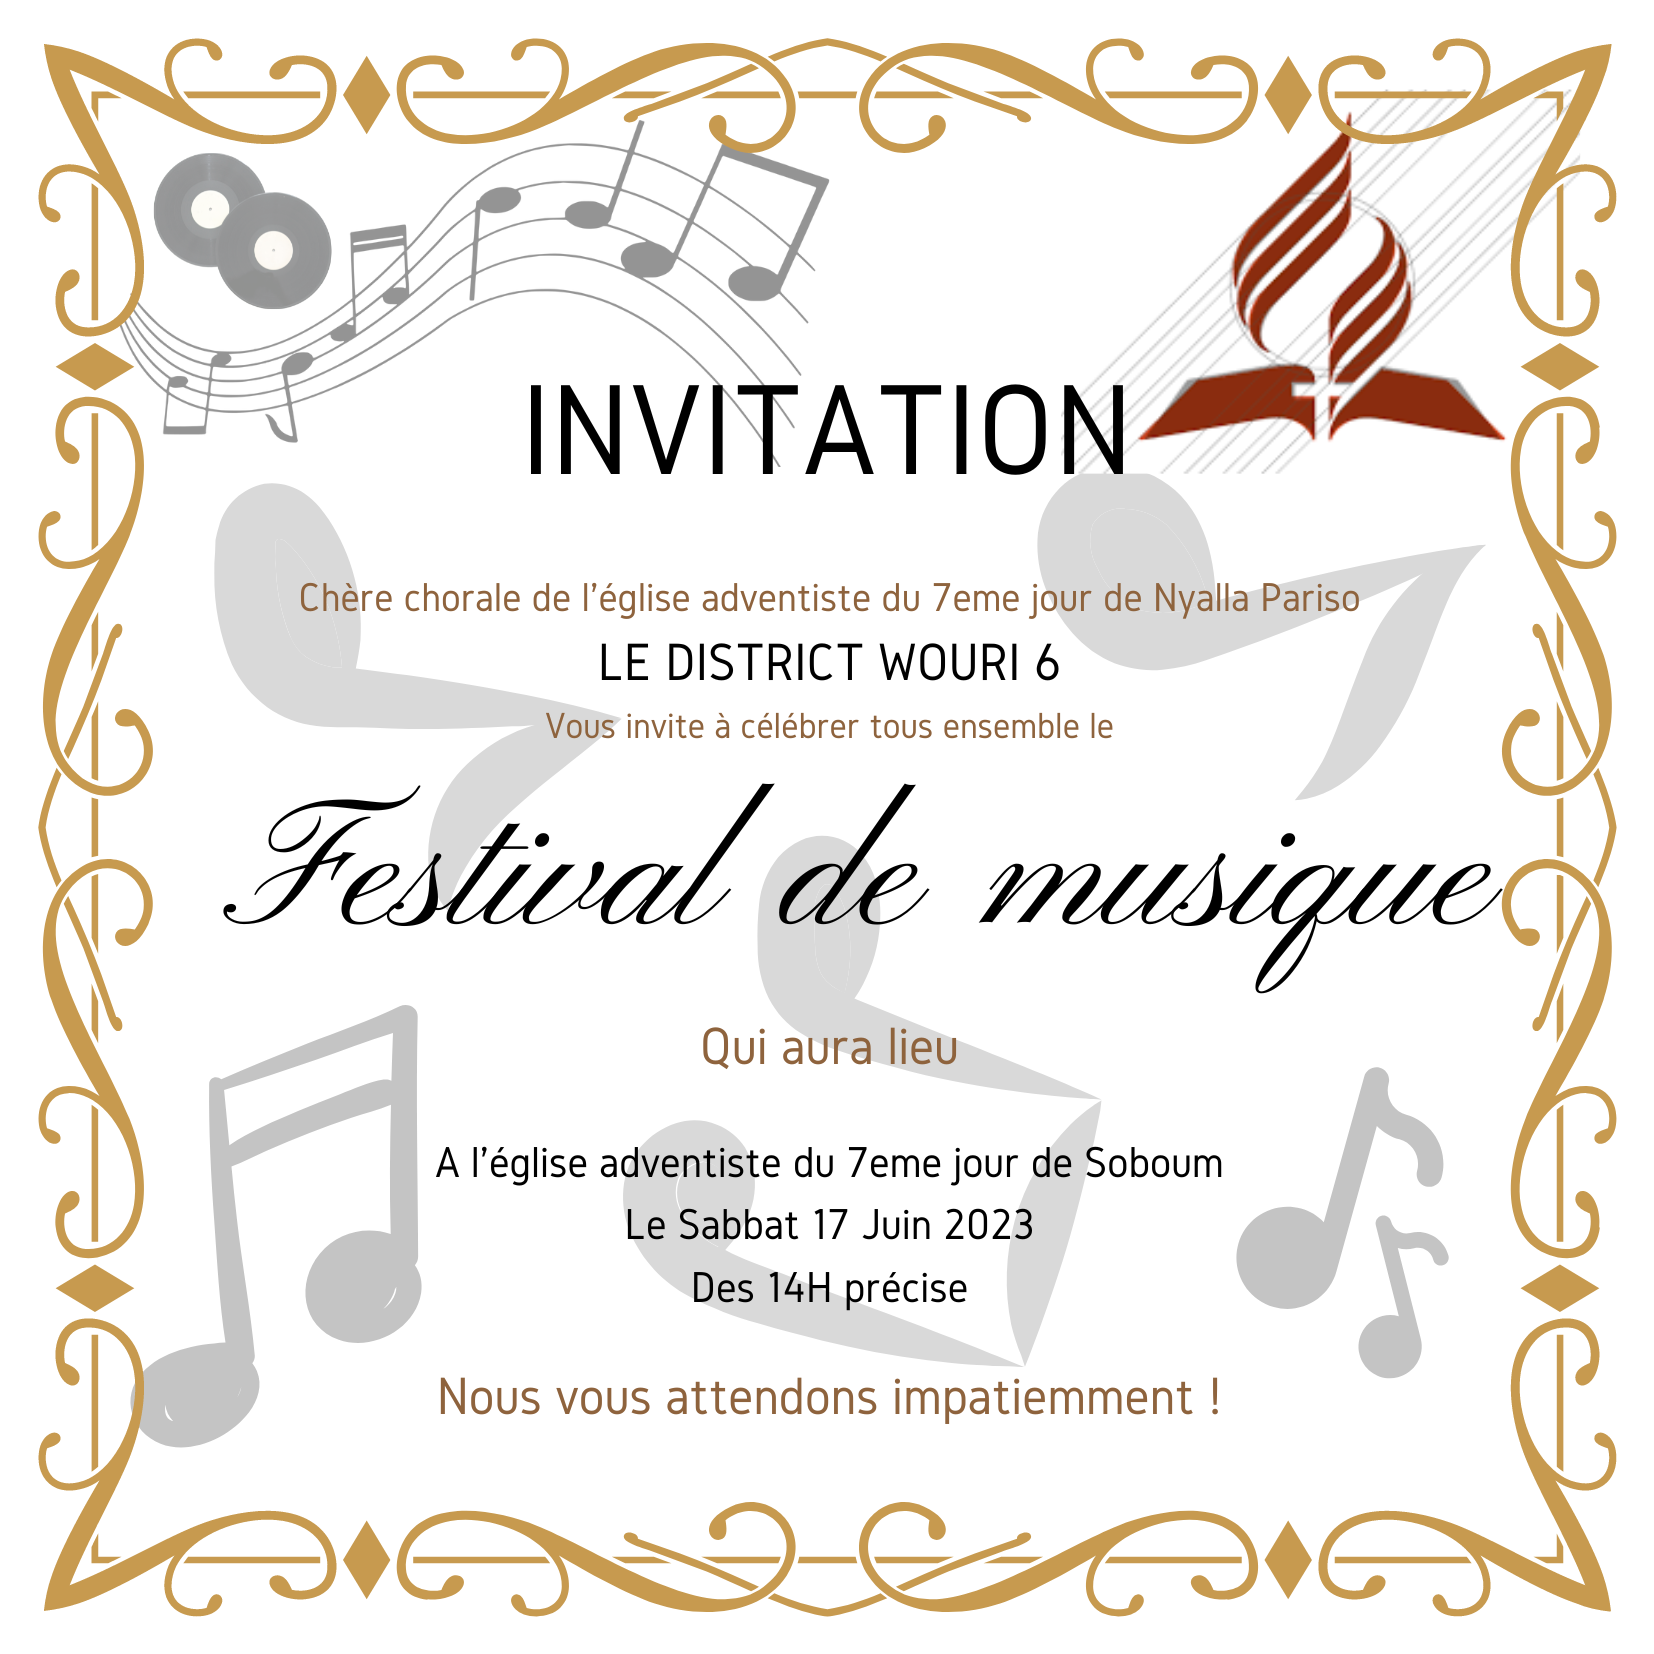 INVITATION
Chère chorale de l'église adventiste du 7eme jour de Nyalla Pariso
LE DISTRICT WOURI 6
Vous invite à célébrer tous ensemble le
Festival de musique
Qui aura lieu
A l'église adventiste du 7eme jour de Soboum
Le Sabbat 17 Juin 2023
Des 14H précise
Nous vous attendons impatiemment !